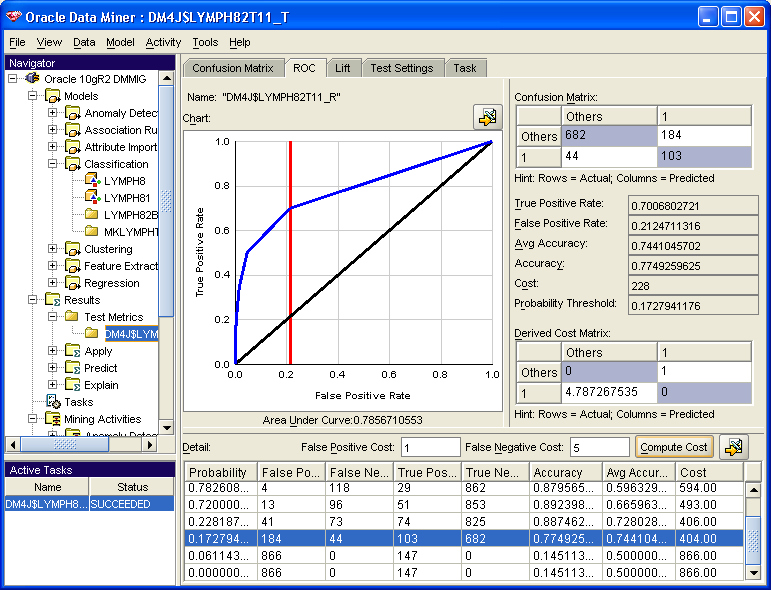 Oracle Data Miner : DM4J$LYMPH82T11_T
File View Data Model Activity Tools Help
Navigator
Oracle 10gR2 DMMIG
Models
Anomaly Detec
Association Ru
Attribute Import
Classification
LYMPH8
LYMPH81
LYMPH82B
MKLYMPHT
Clustering
Feature Extract
Regression
Results
Test Metrics
DM4J$LYM
Apply
Predict
Explain
Tasks
Mining Activities
Anomaly Detec
Active Tasks
Name Status
DM4J$LYMPH8... SUCCEEDED
Confusion Matrix ROC Lift Test Settings Task
Name: "DM4J$LYMPH82T11_R"
Chart:
1.0
0.8
0.6
0.4
0.2
0.0
True Positive Rate
0.0 0.2 0.4 0.6 0.8 1.0
False Positive Rate
Area Under Curve:0.7856710553
Confusion Matrix:
Others 1
Others 682 184
1 44 103
Hint: Rows = Actual; Columns = Predicted
True Positive Rate: 0.7006802721
False Positive Rate: 0.2124711316
Avg Accuracy: 0.7441045702
Accuracy: 0.7749259625
Cost: 228
Probability Threshold: 0.1727941176
Derived Cost Matrix:
Others 1
Others 0 1
1 4.787267535 0
Hint: Rows = Actual; Columns = Predicted
Detail: False Positive Cost: 1 False Negative Cost: 5 Compute Cost
Probability False Po... False Ne... True Pos... True Ne... Accuracy Avg Accur... Cost
0.782608... 4 118 29 862 0.879565... 0.596329... 594.00
0.720000... 13 96 51 853 0.892398... 0.665963... 493.00
0.228187... 41 73 74 825 0.887462... 0.728028... 406.00
0.172794... 184 44 103 682 0.774925... 0.744104... 404.00
0.061143... 866 0 147 0 0.145113... 0.500000... 866.00
0.000000... 866 0 147 0 0.145113... 0.500000... 866.00